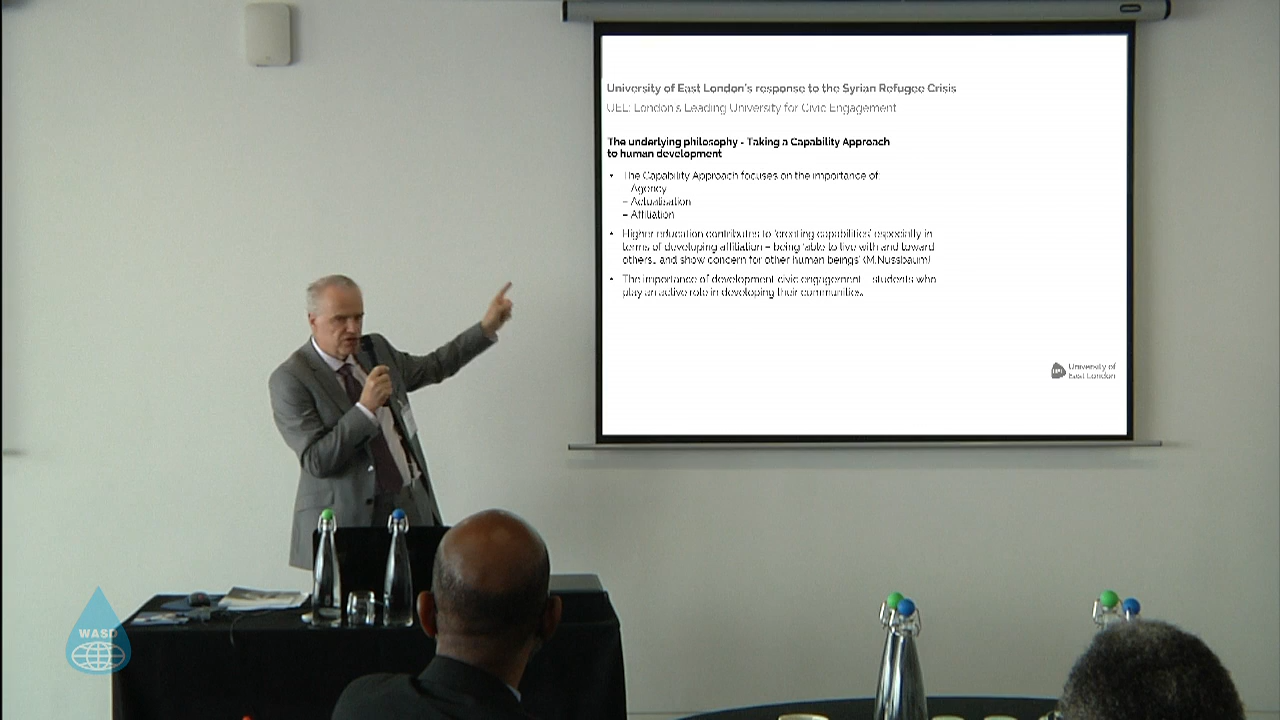 University of East London's response to the Syrian Refugee Crisis
UEL: London's Leading University for Civic Engagement
The underlying philosophy - Taking a Capability Approach
to human development
• The Capability Approach focuses on the importance of
Agency
– Actualisation
– Affiliation
• Higher education contributes to 'creating capabilities' especially in
terms of developing affiliation – being 'able to live with and toward
others.. and show concern for other human beings' (M.Nussbaum)
• The importance of development civic engagement – students who
play an active role in developing their communities.
University of
East London
WASD